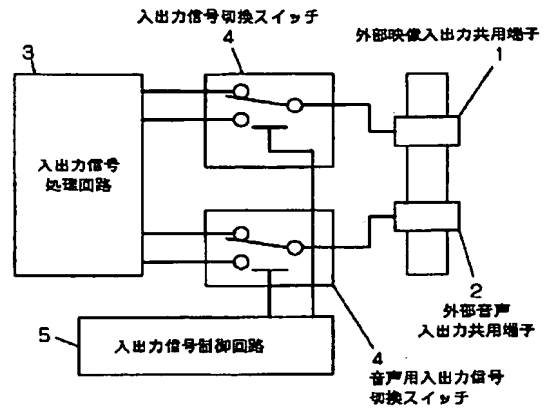 入出力信号切換スイッチ
4
外部映像入出力共用端子
1
3
入出力信号
処理回路
2
外部音声
入出力共用端子
5
入出力信号制御回路
4
音声用入出力信号
切換スイッチ